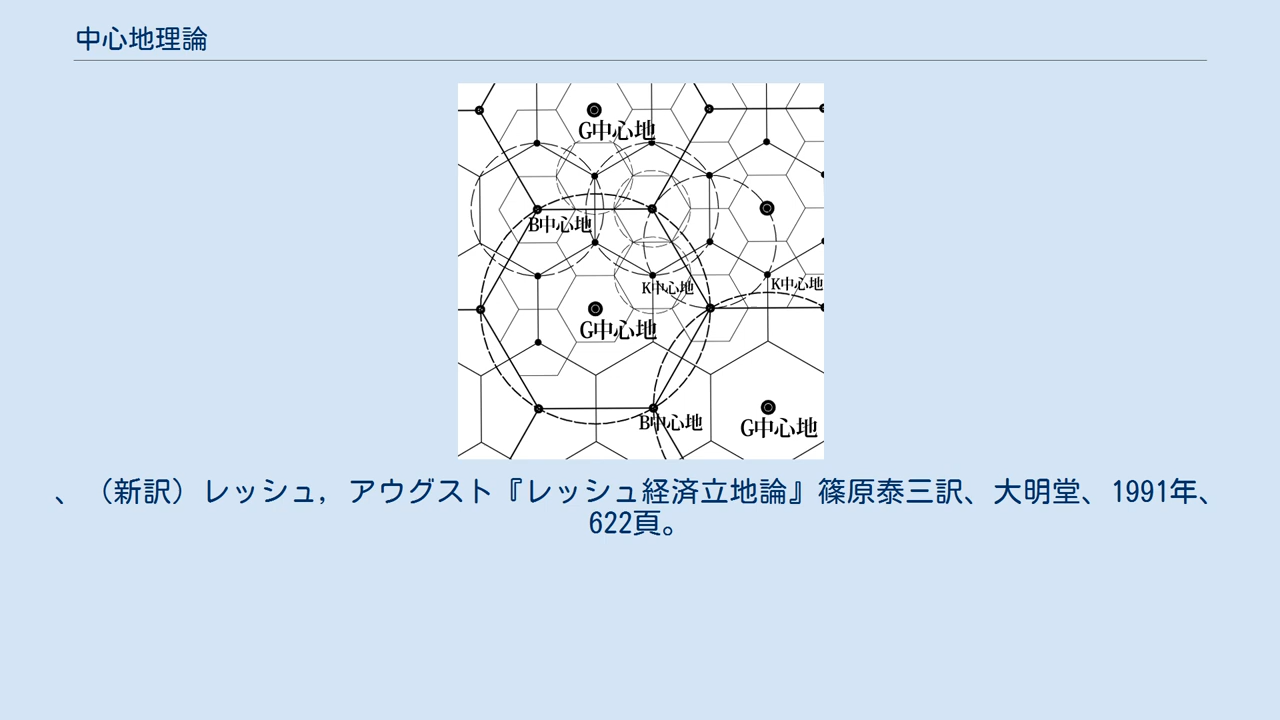 中心地理論
G中心地
B中心地
K中心地
K中心地
G中心地
B中心地
G中心地
、（新訳）レッシュ，アウグスト『レッシュ経済立地論』篠原泰三訳、大明堂、1991年、
622頁。